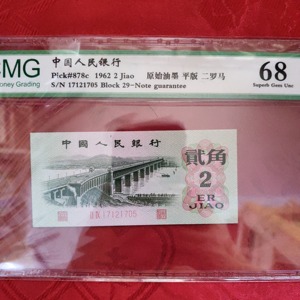 CMG
oney Grading
中国人民银行
Pick#878c 1962 2 Jiao 原始油墨 平版 二罗马
S/N 17121705 Block 29-Note guarantee
68
Superb Gem Unc
中国人民银行
贰角
2
ER
JIAO
17121705